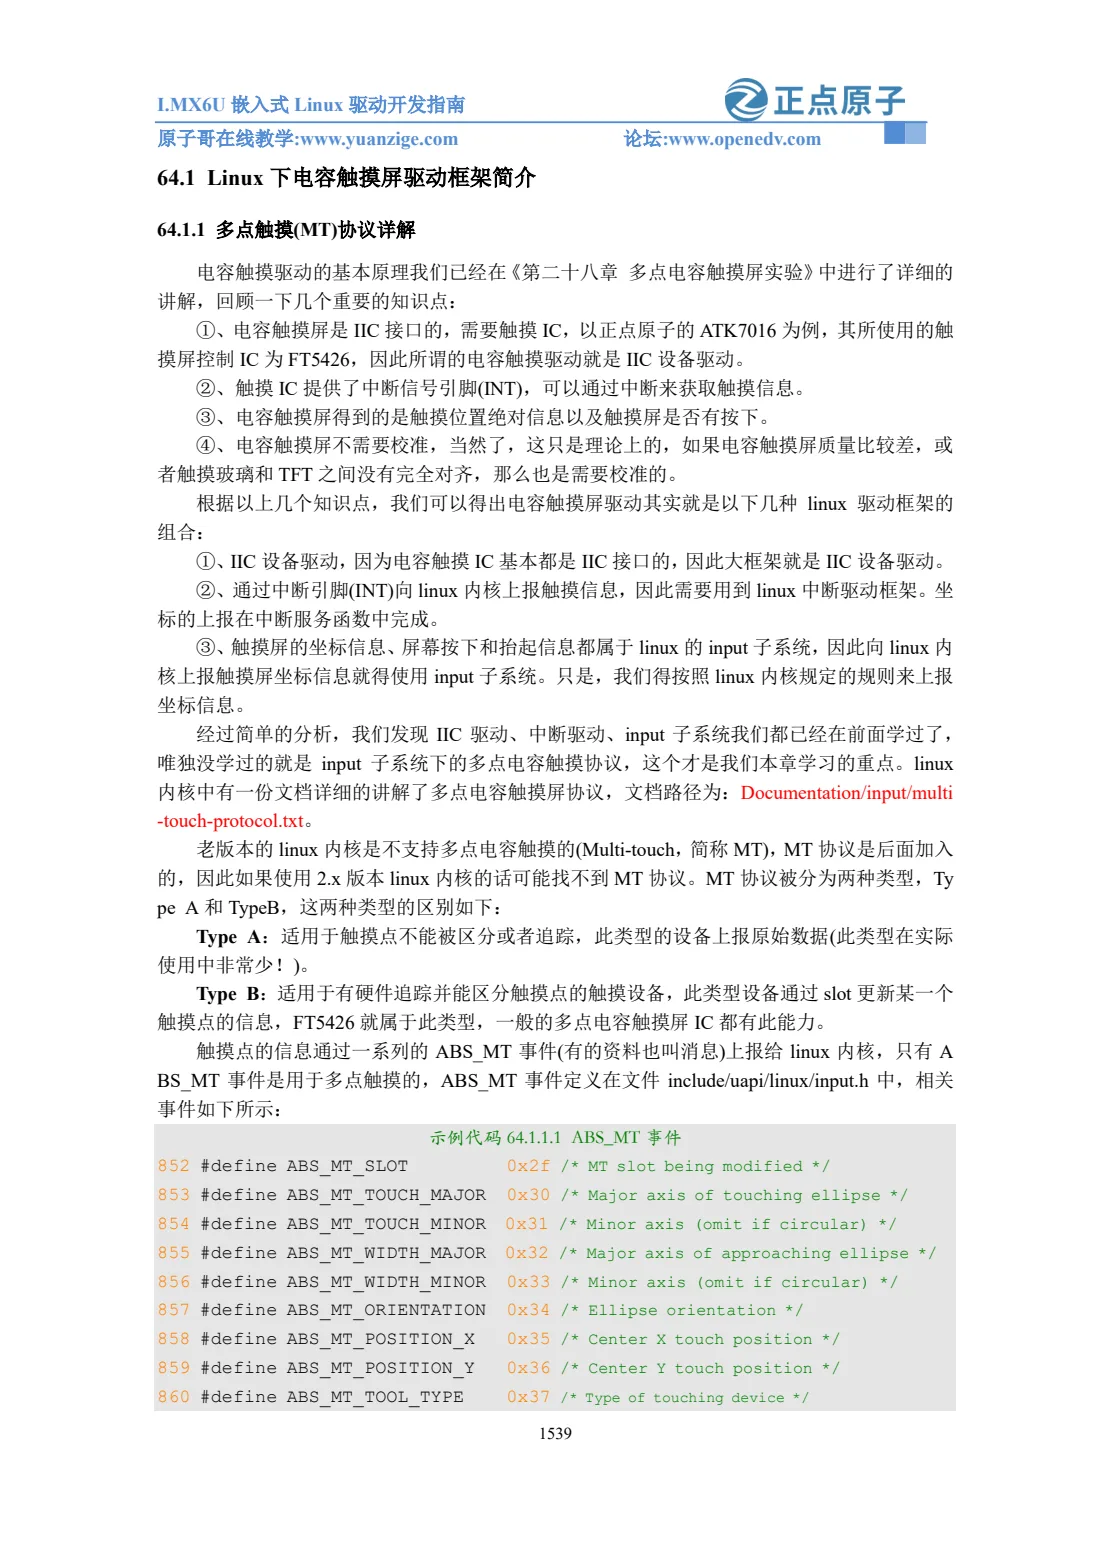 I.MX6U 嵌入式 Linux 驱动开发指南
正点原子
原子哥在线教学:www.yuanzige.com 论坛:www.openedv.com
64.1 Linux 下电容触摸屏驱动框架简介
64.1.1 多点触摸(MT)协议详解
电容触摸驱动的基本原理我们已经在《第二十八章 多点电容触摸屏实验》中进行了详细的
讲解，回顾一下几个重要的知识点：
①、电容触摸屏是 IIC 接口的，需要触摸 IC，以正点原子的 ATK7016 为例，其所使用的触
摸屏控制 IC 为 FT5426，因此所谓的电容触摸驱动就是 IIC 设备驱动。
②、触摸 IC 提供了中断信号引脚(INT)，可以通过中断来获取触摸信息。
③、电容触摸屏得到的是触摸位置绝对信息以及触摸屏是否有按下。
④、电容触摸屏不需要校准，当然了，这只是理论上的，如果电容触摸屏质量比较差，或
者触摸玻璃和 TFT 之间没有完全对齐，那么也是需要校准的。
根据以上几个知识点，我们可以得出电容触摸屏驱动其实就是以下几种 linux 驱动框架的
组合：
①、IIC 设备驱动，因为电容触摸 IC 基本都是 IIC 接口的，因此大框架就是 IIC 设备驱动。
②、通过中断引脚(INT)向 linux 内核上报触摸信息，因此需要用到 linux 中断驱动框架。坐
标的上报在中断服务函数中完成。
③、触摸屏的坐标信息、屏幕按下和抬起信息都属于 linux 的 input 子系统，因此向 linux 内
核上报触摸屏坐标信息就得使用 input 子系统。只是，我们得按照 linux 内核规定的规则来上报
坐标信息。
经过简单的分析，我们发现 IIC 驱动、中断驱动、input 子系统我们都已经在前面学过了，
唯独没学过的就是 input 子系统下的多点电容触摸协议，这个才是我们本章学习的重点。linux
内核中有一份文档详细的讲解了多点电容触摸屏协议，文档路径为：Documentation/input/multi
-touch-protocol.txt。
老版本的 linux 内核是不支持多点电容触摸的(Multi-touch，简称 MT)，MT 协议是后面加入
的，因此如果使用 2.x 版本 linux 内核的话可能找不到 MT 协议。MT 协议被分为两种类型，Ty
pe A 和 TypeB，这两种类型的区别如下：
Type A：适用于触摸点不能被区分或者追踪，此类型的设备上报原始数据(此类型在实际
使用中非常少！)。
Type B：适用于有硬件追踪并能区分触摸点的触摸设备，此类型设备通过 slot 更新某一个
触摸点的信息，FT5426 就属于此类型，一般的多点电容触摸屏 IC 都有此能力。
触摸点的信息通过一系列的 ABS_MT 事件(有的资料也叫消息)上报给 linux 内核，只有 A
BS_MT 事件是用于多点触摸的，ABS_MT 事件定义在文件 include/uapi/linux/input.h 中，相关
事件如下所示：
示例代码 64.1.1.1 ABS_MT 事件
852 #define ABS_MT_SLOT 0x2f /* MT slot being modified */
853 #define ABS_MT_TOUCH_MAJOR 0x30 /* Major axis of touching ellipse */
854 #define ABS_MT_TOUCH_MINOR 0x31 /* Minor axis (omit if circular) */
855 #define ABS_MT_WIDTH_MAJOR 0x32 /* Major axis of approaching ellipse */
856 #define ABS_MT_WIDTH_MINOR 0x33 /* Minor axis (omit if circular) */
857 #define ABS_MT_ORIENTATION 0x34 /* Ellipse orientation */
858 #define ABS_MT_POSITION_X 0x35 /* Center X touch position */
859 #define ABS_MT_POSITION_Y 0x36 /* Center Y touch position */
860 #define ABS_MT_TOOL_TYPE 0x37 /* Type of touching device */
1539